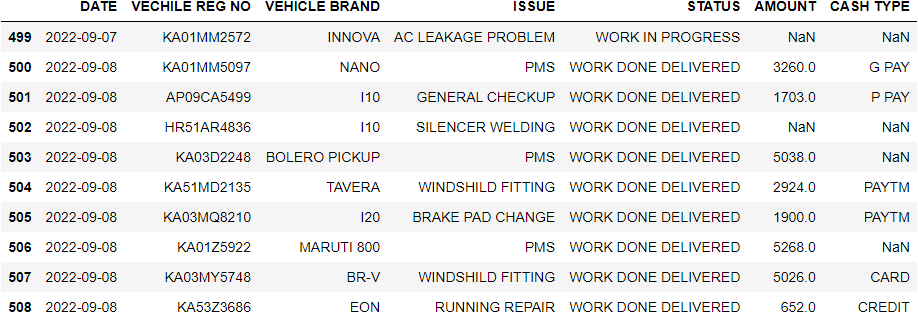 DATE VECHILE REG NO VEHICLE BRAND ISSUE STATUS AMOUNT CASH TYPE
499 2022-09-07 KA01MM2572 INNOVA AC LEAKAGE PROBLEM WORK IN PROGRESS NaN NaN
500 2022-09-08 KA01MM5097 NANO PMS WORK DONE DELIVERED 3260.0 G PAY
501 2022-09-08 AP09CA5499 I10 GENERAL CHECKUP WORK DONE DELIVERED 1703.0 P PAY
502 2022-09-08 HR51AR4836 I10 SILENCER WELDING WORK DONE DELIVERED NaN NaN
503 2022-09-08 KA03D2248 BOLERO PICKUP PMS WORK DONE DELIVERED 5038.0 NaN
504 2022-09-08 KA51MD2135 TAVERA WINDSHILD FITTING WORK DONE DELIVERED 2924.0 PAYTM
505 2022-09-08 KA03MQ8210 I20 BRAKE PAD CHANGE WORK DONE DELIVERED 1900.0 PAYTM
506 2022-09-08 KA01Z5922 MARUTI 800 PMS WORK DONE DELIVERED 5268.0 NaN
507 2022-09-08 KA03MY5748 BR-V WINDSHILD FITTING WORK DONE DELIVERED 5026.0 CARD
508 2022-09-08 KA53Z3686 EON RUNNING REPAIR WORK DONE DELIVERED 652.0 CREDIT